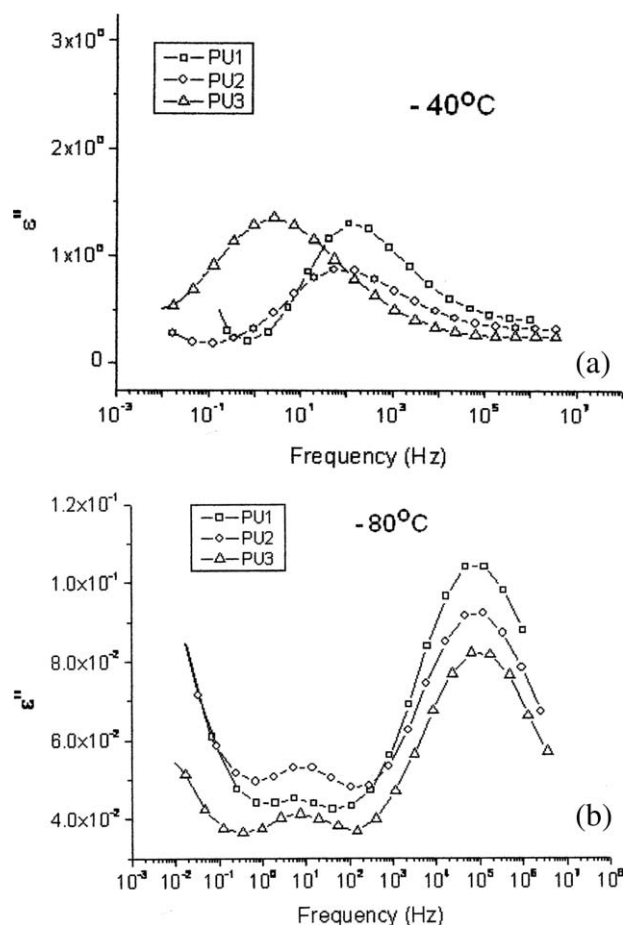 3x10⁰
PU1
PU2
PU3
- 40ºC
2x10⁰
ε"
1x10⁰
0
(a)
10⁻³ 10⁻¹ 10¹ 10³ 10⁵ 10⁷
Frequency (Hz)
1.2x10⁻¹
PU1
PU2
PU3
- 80ºC
1.0x10⁻¹
8.0x10⁻²
ε"
6.0x10⁻²
4.0x10⁻²
(b)
10⁻³ 10⁻² 10⁻¹ 10⁰ 10¹ 10² 10³ 10⁴ 10⁵ 10⁶ 10⁷ 10⁸
Frequency (Hz)